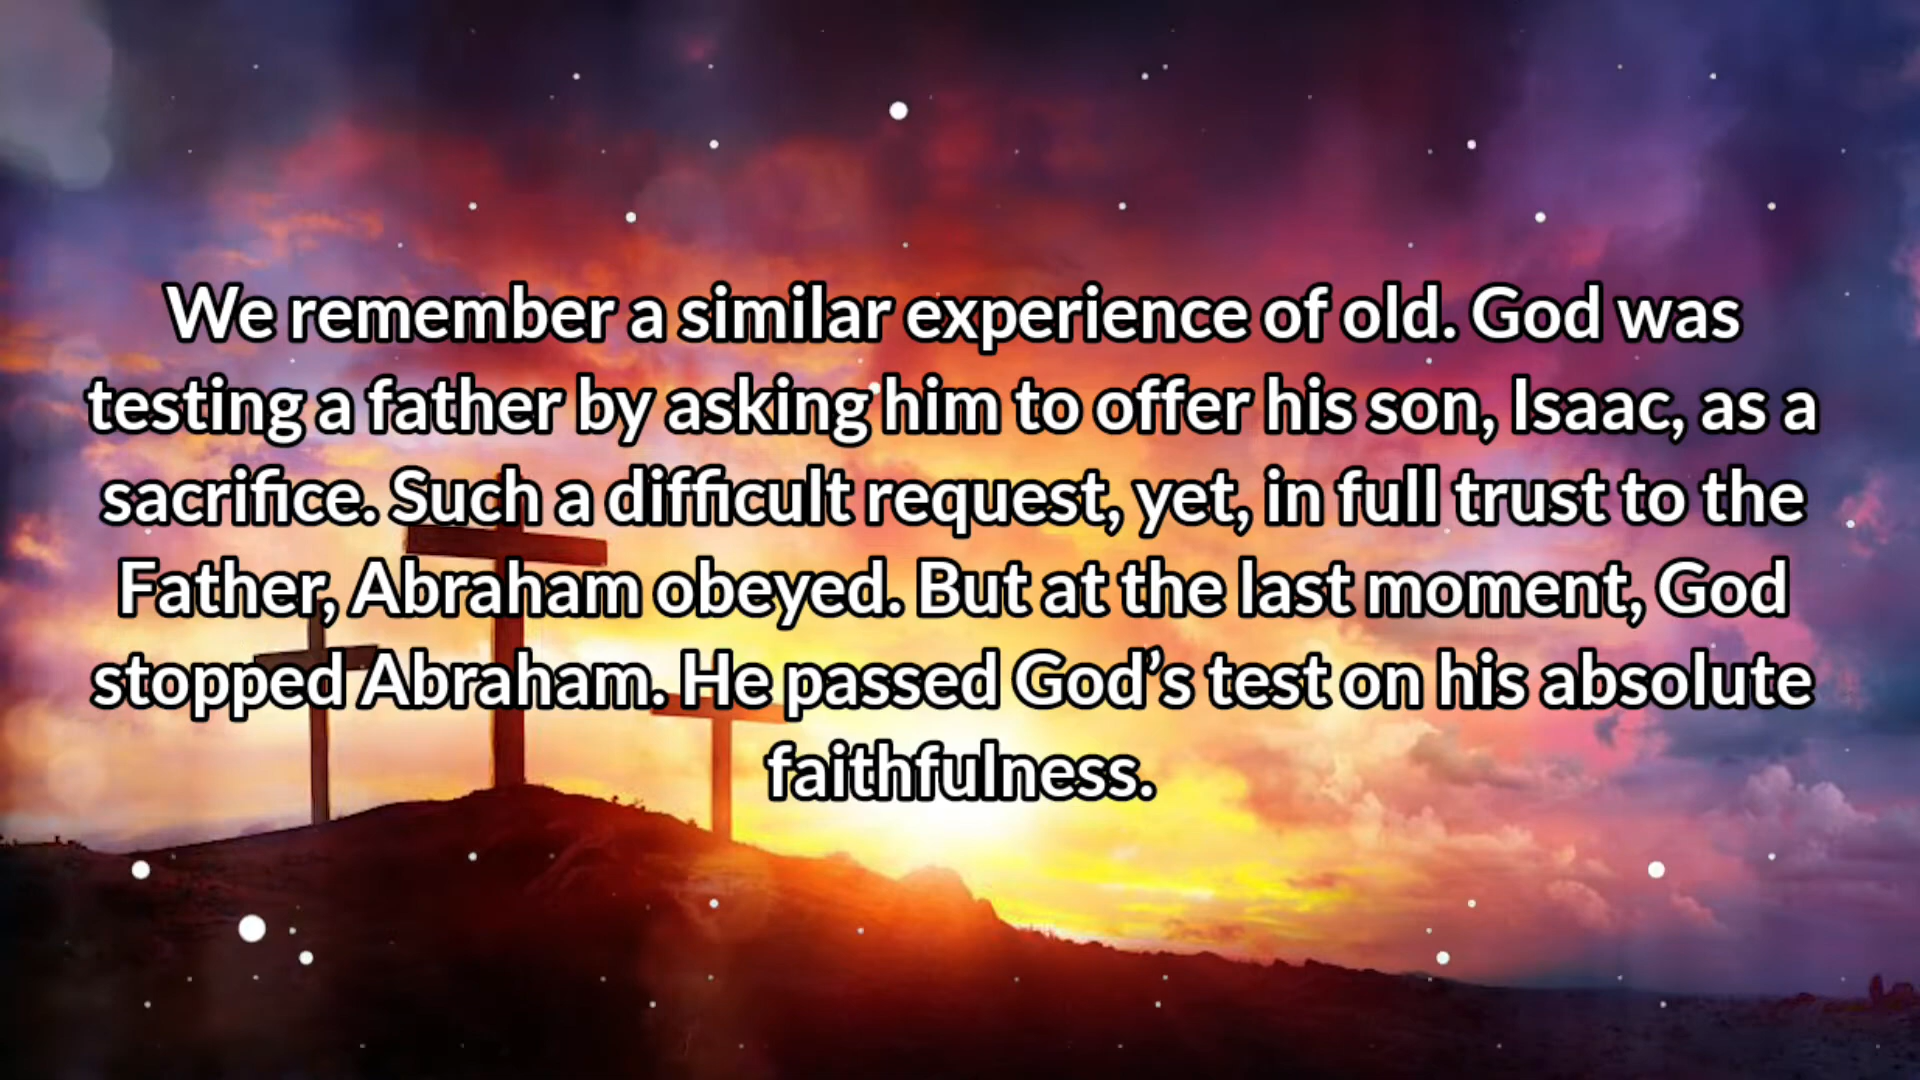 We remember a similar experience of old. God was
testing a father by asking him to offer his son, Isaac, as a
sacrifice. Such a difficult request, yet, in full trust to the
Father, Abraham obeyed. But at the last moment, God
stopped Abraham. He passed God’s test on his absolute
faithfulness.